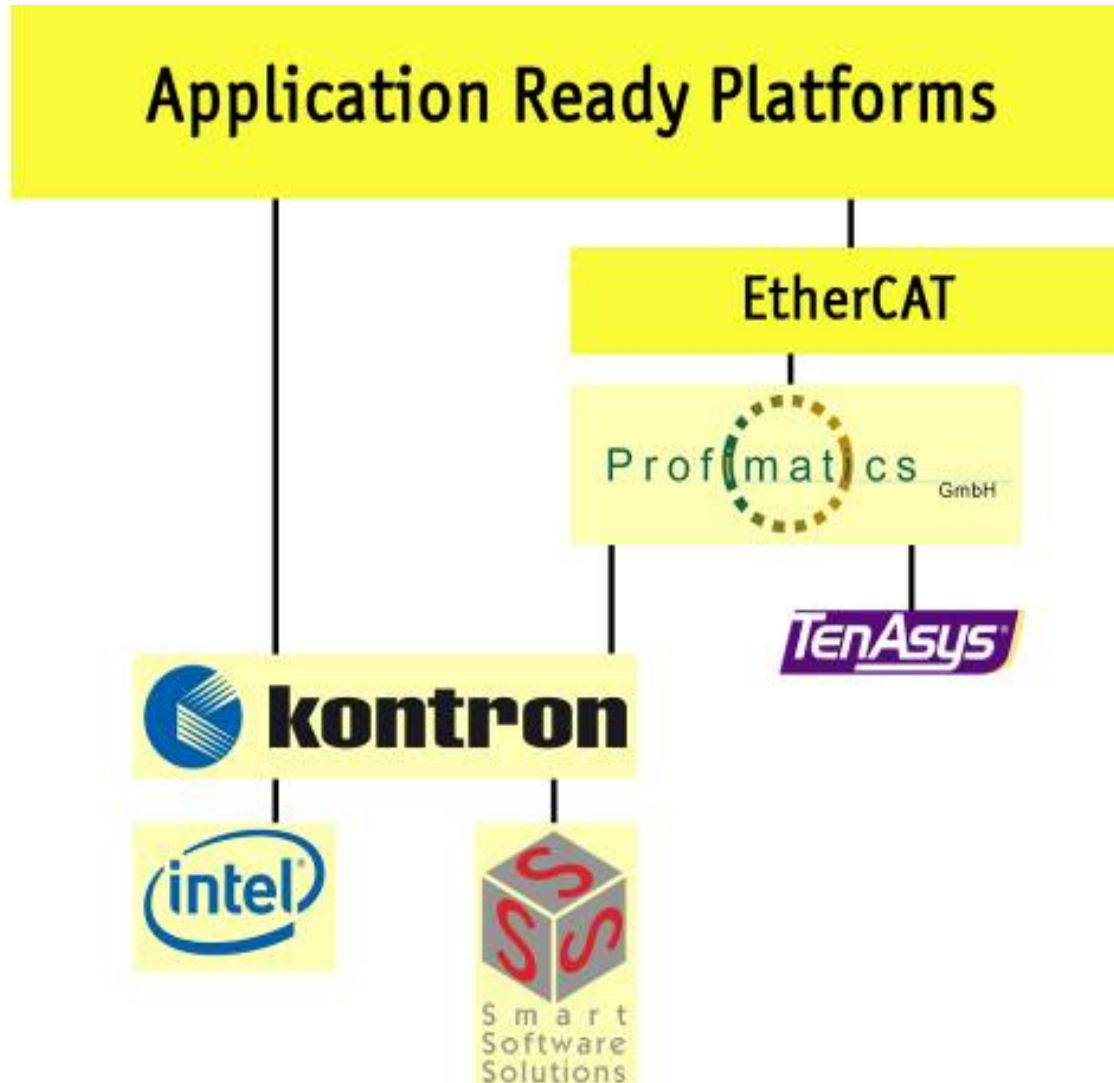 Application Ready Platforms
EtherCAT
Profimatics
GmbH
TenAsys®
kontron
intel®
S
S
S
Smart
Software
Solutions